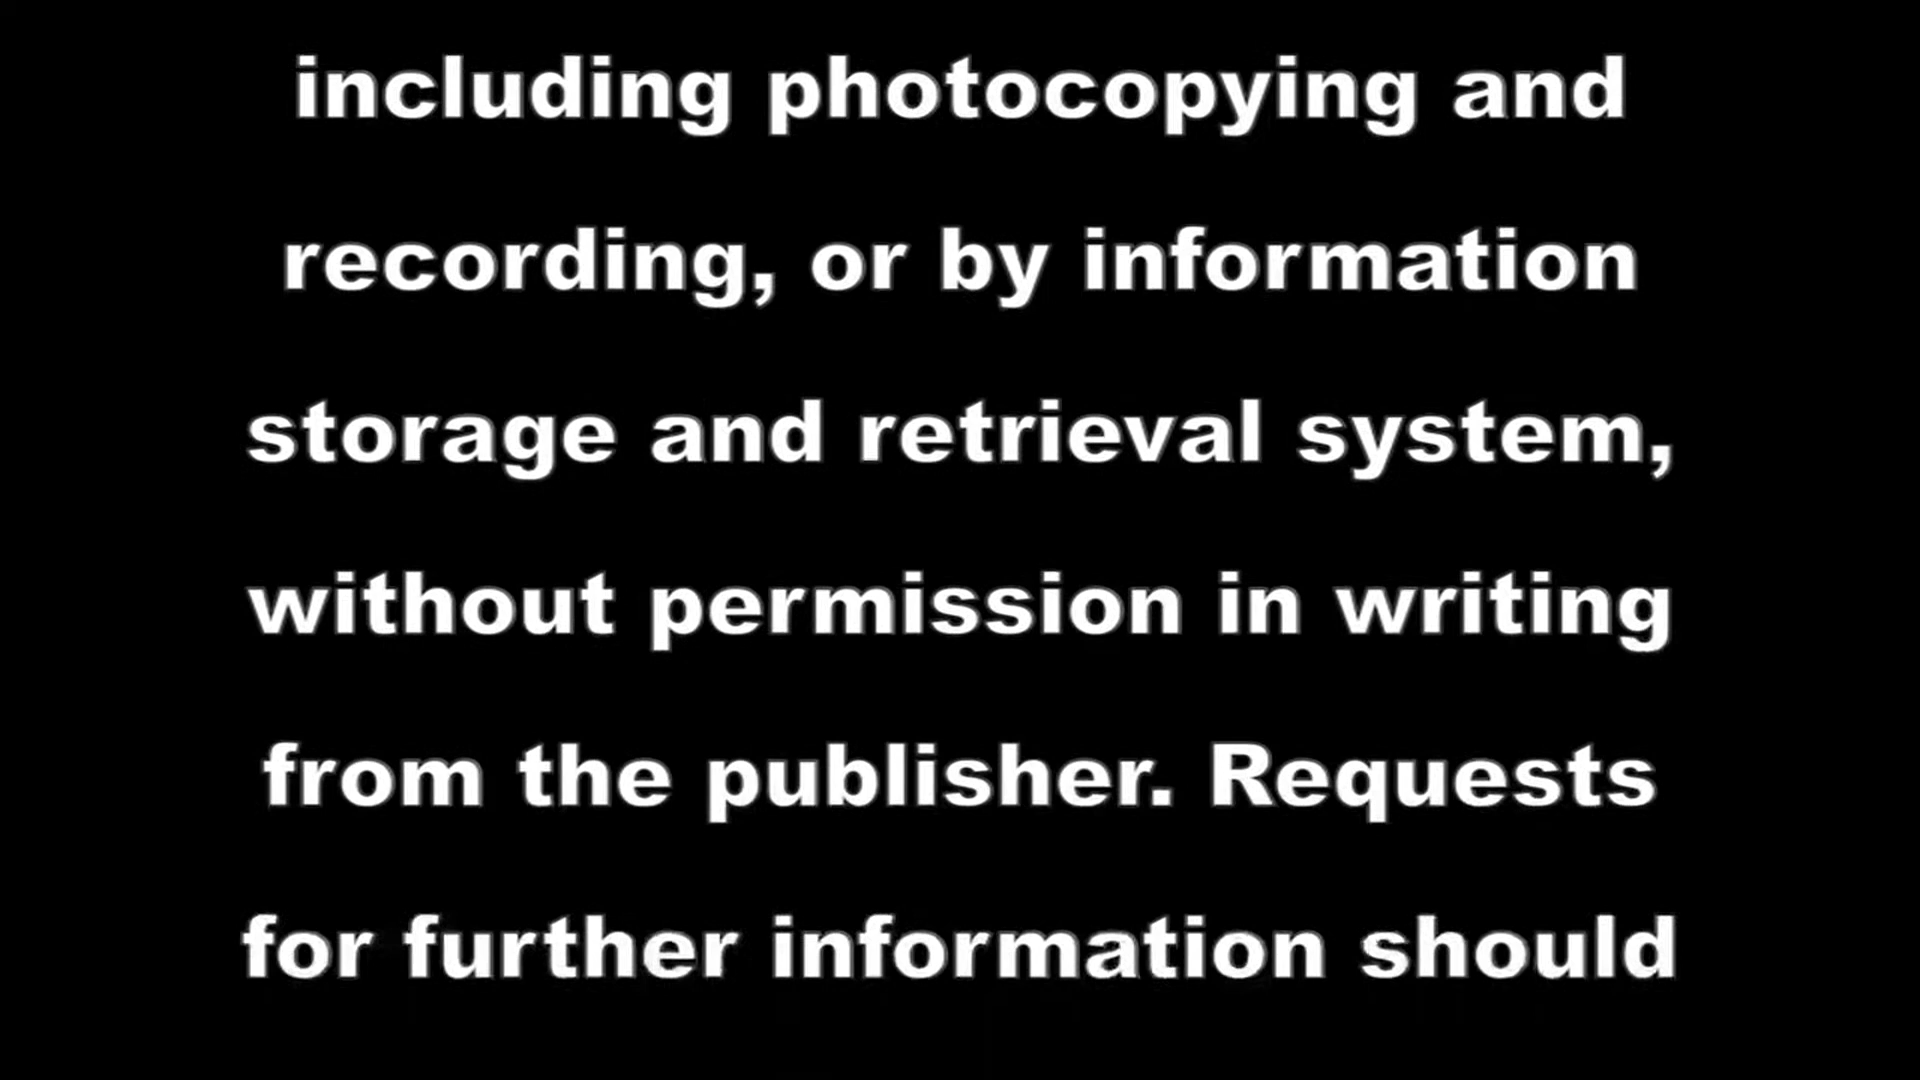 including photocopying and
recording, or by information
storage and retrieval system,
without permission in writing
from the publisher. Requests
for further information should